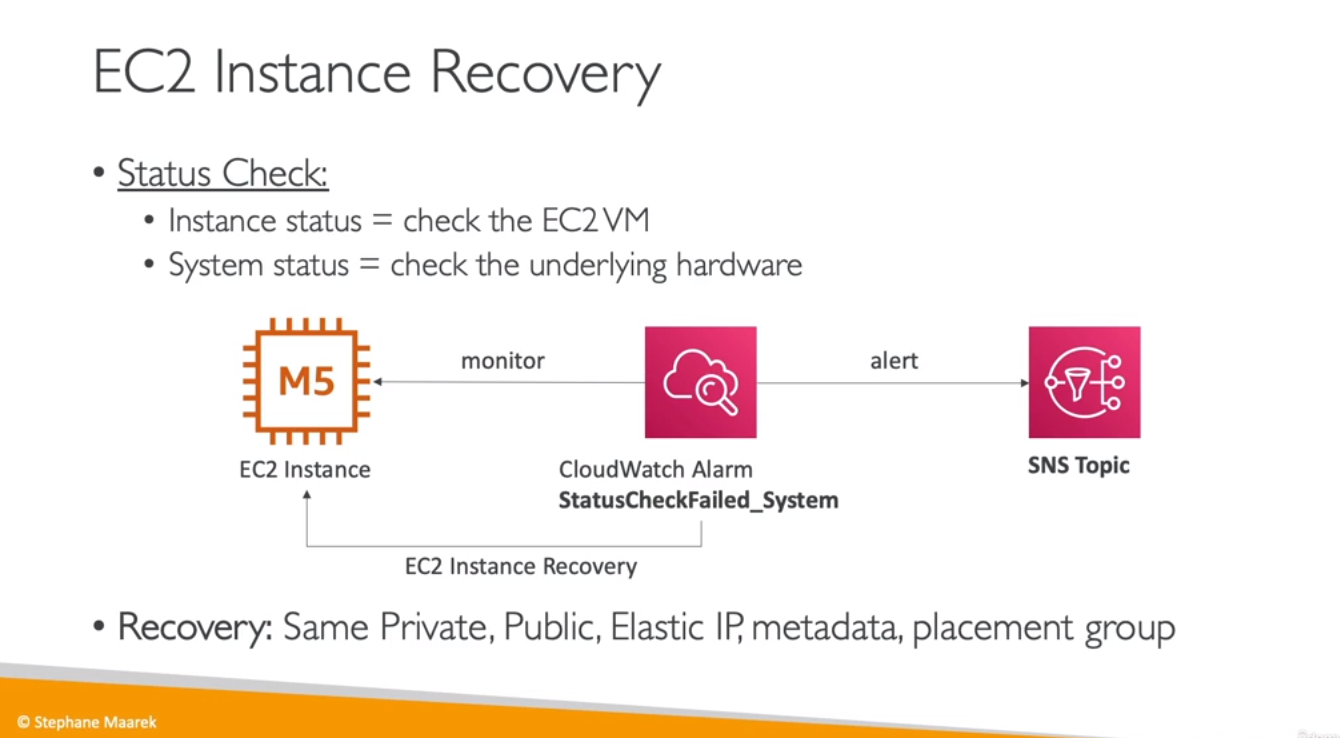 EC2 Instance Recovery
• Status Check:
• Instance status = check the EC2 VM
• System status = check the underlying hardware
M5
monitor
alert
EC2 Instance
CloudWatch Alarm
StatusCheckFailed_System
SNS Topic
EC2 Instance Recovery
• Recovery: Same Private, Public, Elastic IP, metadata, placement group
© Stephane Maarek